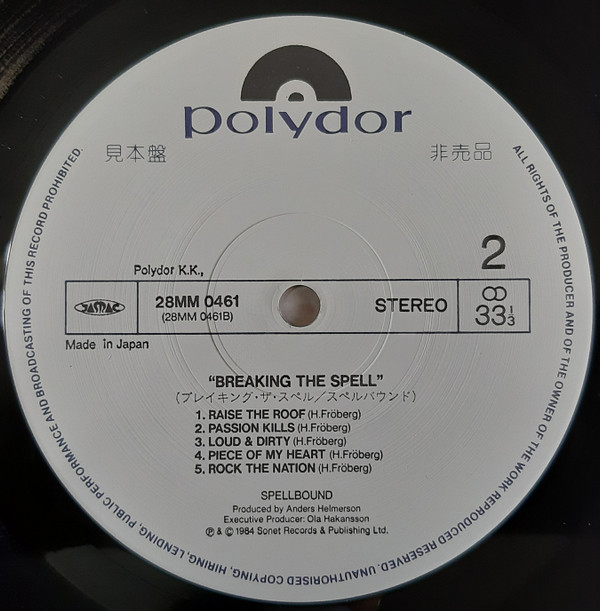 polydor
見本盤
非売品
2
Polydor K.K.,
JASRAC
28MM 0461
(28MM 0461B)
STEREO
33 1/3
Made in Japan
"BREAKING THE SPELL"
(ブレイキング・ザ・スペル/スペルバウンド)
1. RAISE THE ROOF (H.Fröberg)
2. PASSION KILLS (H.Fröberg)
3. LOUD & DIRTY (H.Fröberg)
4. PIECE OF MY HEART (H.Fröberg)
5. ROCK THE NATION (H.Fröberg)
SPELLBOUND
Produced by Anders Helmerson
Executive Producer: Ola Hakansson
℗ & © 1984 Sonet Records & Publishing Ltd.
ALL RIGHTS OF THE PRODUCER AND OF THE OWNER OF THE WORK REPRODUCED RESERVED. UNAUTHORISED COPYING, HIRING, LENDING, PUBLIC PERFORMANCE AND BROADCASTING OF THIS RECORD PROHIBITED.